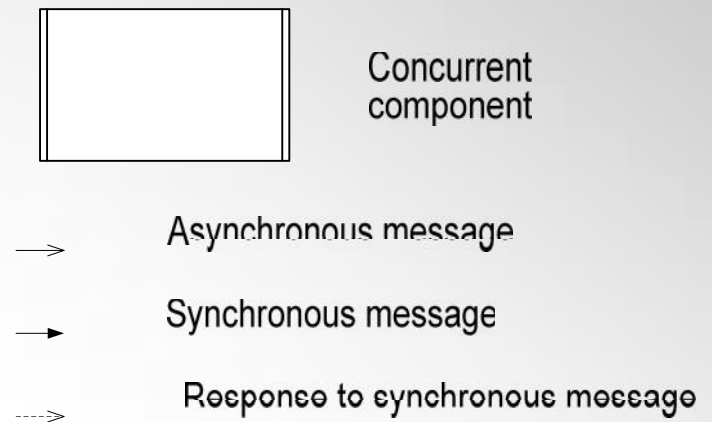 Concurrent
component
Asynchronous message
Synchronous message
Response to synchronous message